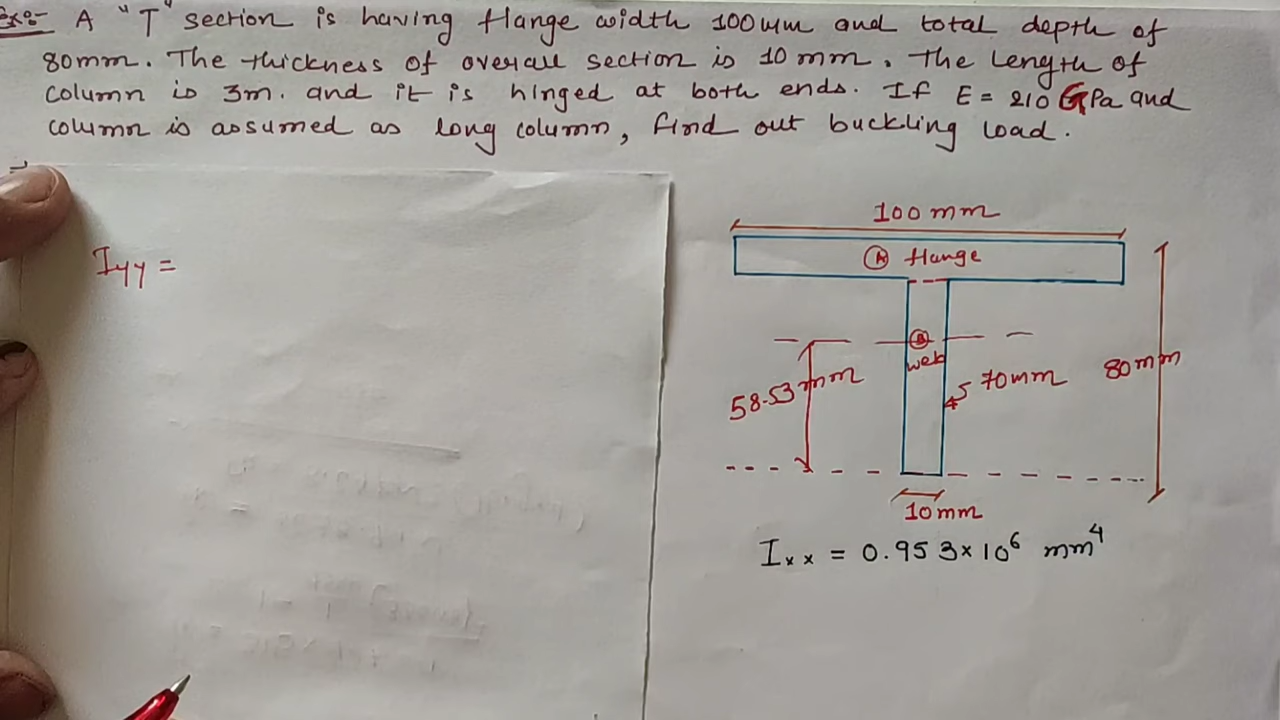 Ex:- A "T" section is having flange width 100mm and total depth of
80mm. The thickness of overall section is 10 mm. The Length of
column is 3m. and it is hinged at both ends. If E = 210 GPa and
column is assumed as long column, find out buckling load.
Iyy =
100 mm
A flange
B
web
58.53 mm
70mm
80mm
10mm
Ixx = 0.953×10⁶ mm⁴